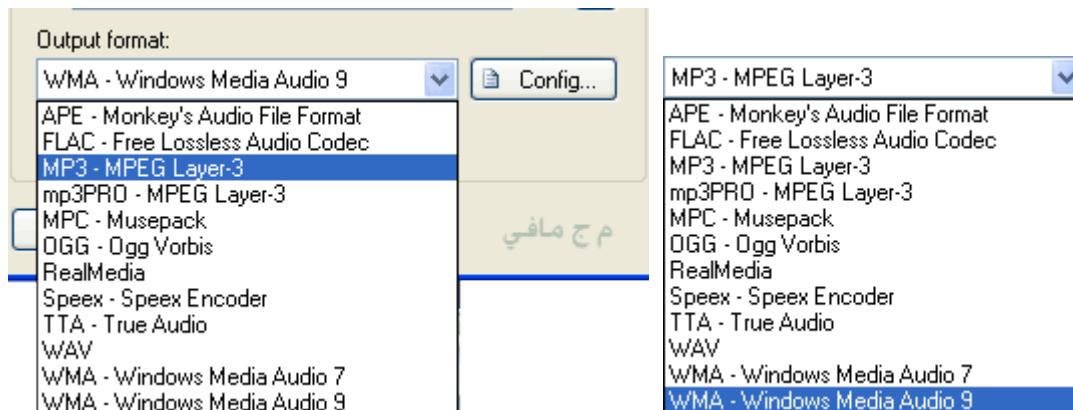 Output format:
WMA - Windows Media Audio 9
Config...
APE - Monkey's Audio File Format
FLAC - Free Lossless Audio Codec
MP3 - MPEG Layer-3
mp3PRO - MPEG Layer-3
MPC - Musepack
OGG - Ogg Vorbis
RealMedia
Speex - Speex Encoder
TTA - True Audio
WAV
WMA - Windows Media Audio 7
WMA - Windows Media Audio 9
م ج مافي
MP3 - MPEG Layer-3
APE - Monkey's Audio File Format
FLAC - Free Lossless Audio Codec
MP3 - MPEG Layer-3
mp3PRO - MPEG Layer-3
MPC - Musepack
OGG - Ogg Vorbis
RealMedia
Speex - Speex Encoder
TTA - True Audio
WAV
WMA - Windows Media Audio 7
WMA - Windows Media Audio 9